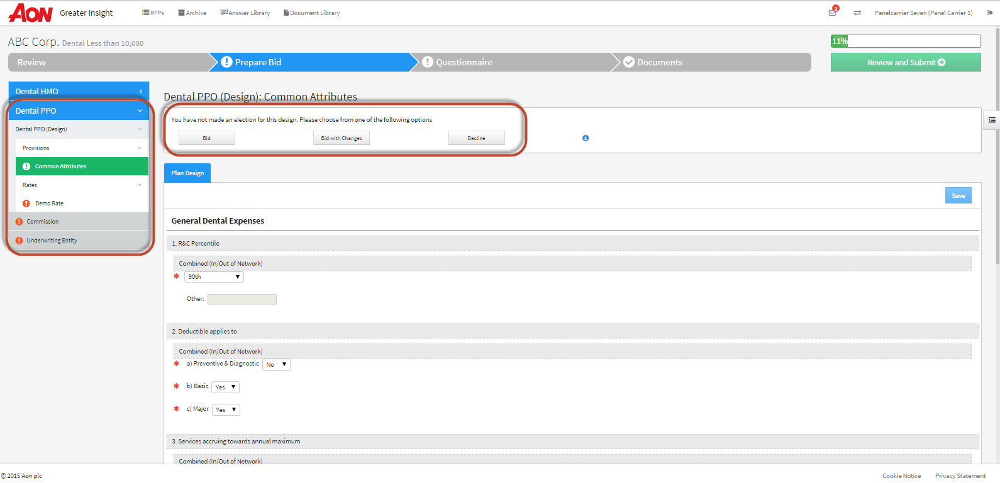 AON Greater Insight RFPs Archive Answer Library Document Library 2 Panelcarrier Seven (Panel Carrier 1)
ABC Corp. Dental Less than 10,000 11%
Review Prepare Bid Questionnaire Documents Review and Submit
Dental HMO
Dental PPO
Dental PPO (Design)
Provisions
Common Attributes
Rates
Demo Rate
Commission
Underwriting Entity
Dental PPO (Design): Common Attributes
You have not made an election for this design. Please choose from one of the following options
Bid Bid with Changes Decline
Plan Design
Save
General Dental Expenses
1. R&C Percentile
Combined (In/Out of Network)
* 90th
Other:
2. Deductible applies to
Combined (In/Out of Network)
* a) Preventive & Diagnostic No
* b) Basic Yes
* c) Major Yes
3. Services accruing towards annual maximum
Combined (In/Out of Network)
© 2015 Aon plc Cookie Notice Privacy Statement